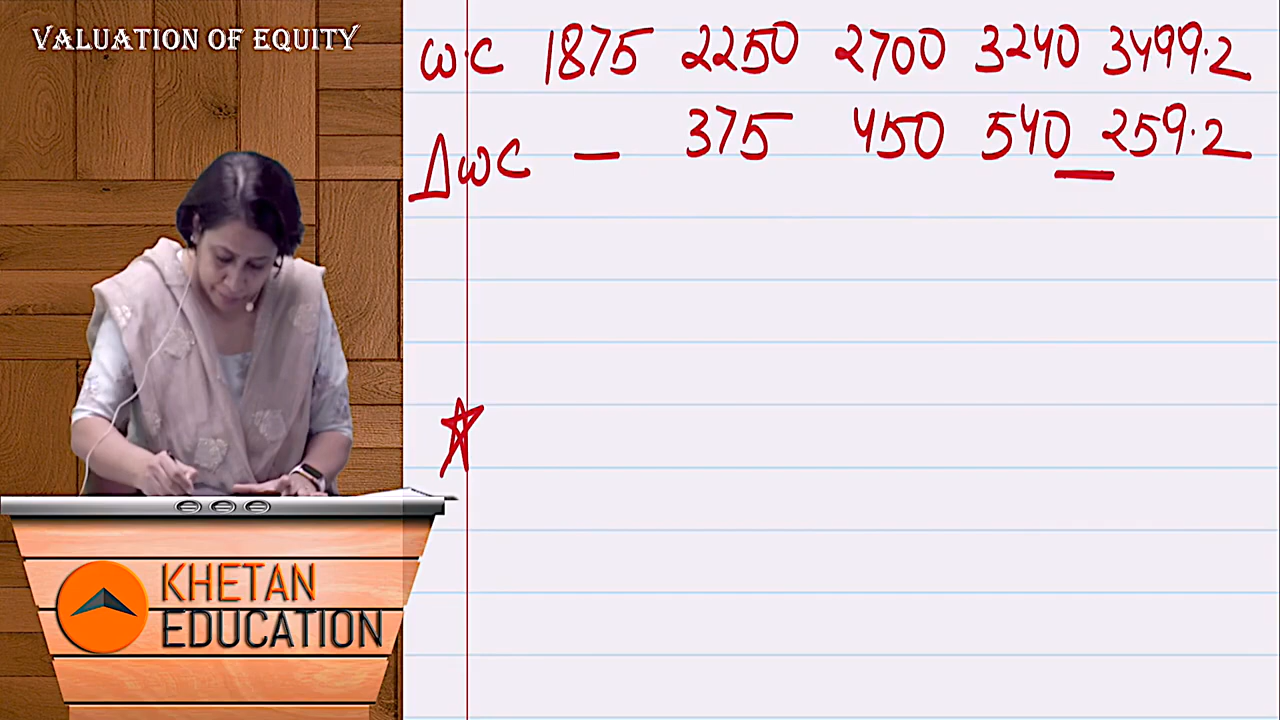 VALUATION OF EQUITY
W.C 1875 2250 2700 3240 3499.2
ΔWC — 375 450 540 259.2
KHETAN
EDUCATION